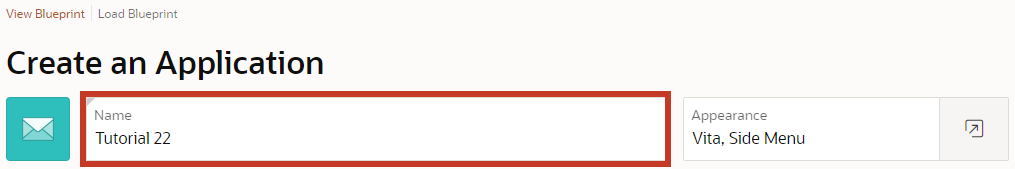 View Blueprint Load Blueprint
Create an Application
Name
Tutorial 22
Appearance
Vita, Side Menu